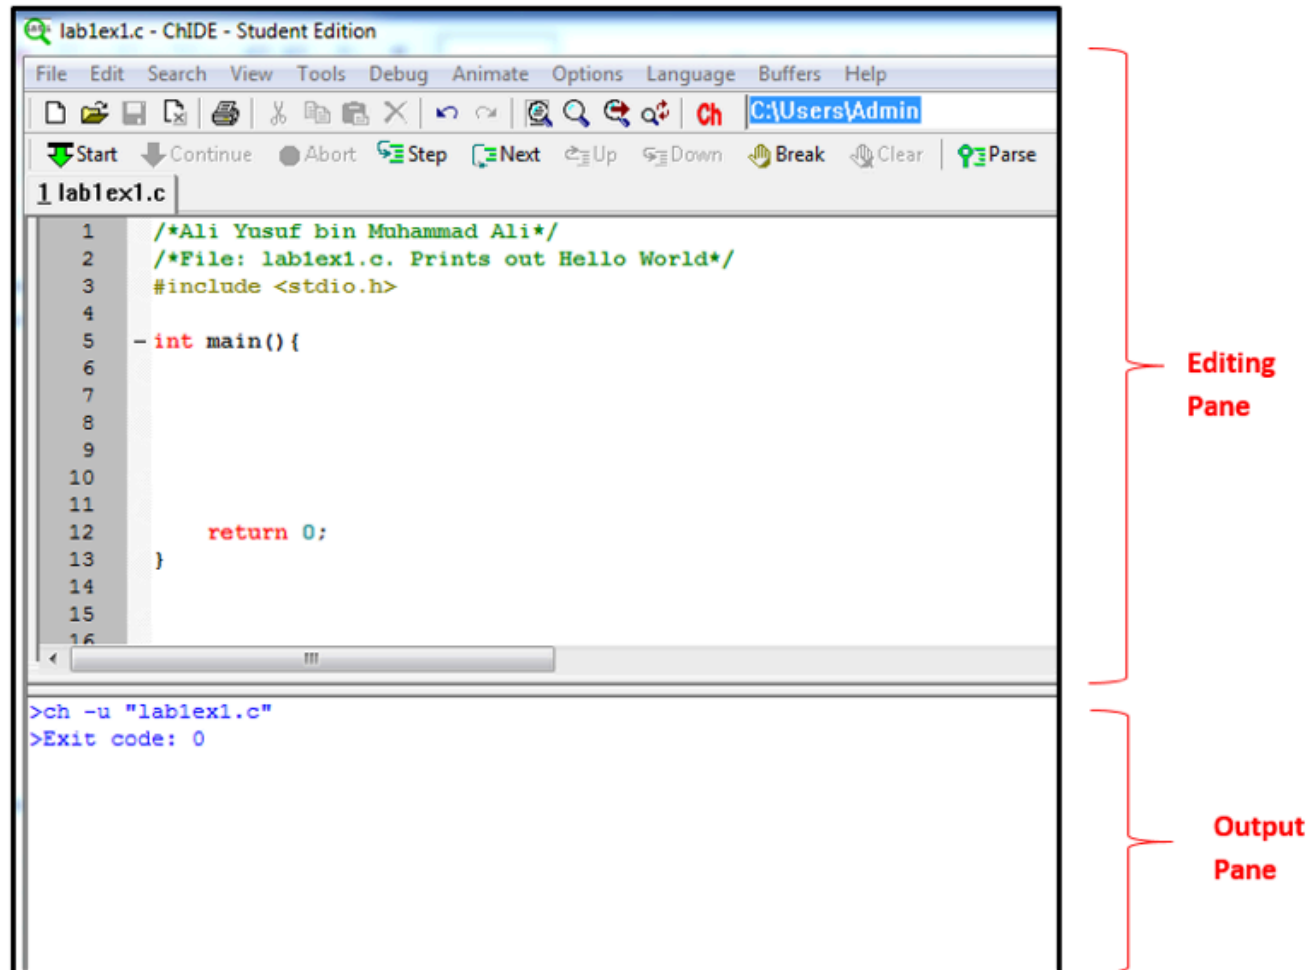 lab1ex1.c - ChIDE - Student Edition
File Edit Search View Tools Debug Animate Options Language Buffers Help
Ch C:\Users\Admin
Start Continue Abort Step Next Up Down Break Clear Parse
1 lab1ex1.c
1 /*Ali Yusuf bin Muhammad Ali*/
2 /*File: lab1ex1.c. Prints out Hello World*/
3 #include <stdio.h>
4
5 int main(){
6
7
8
9
10
11
12 return 0;
13 }
14
15
16
>ch -u "lab1ex1.c"
>Exit code: 0
Editing
Pane
Output
Pane